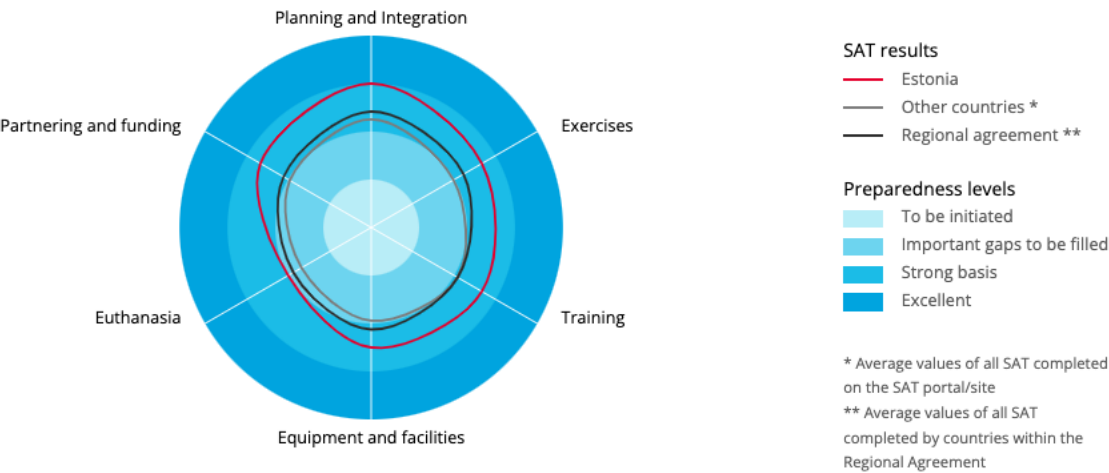 Planning and Integration
Partnering and funding
Exercises
Euthanasia
Training
Equipment and facilities
SAT results
Estonia
Other countries *
Regional agreement **
Preparedness levels
To be initiated
Important gaps to be filled
Strong basis
Excellent
* Average values of all SAT completed
on the SAT portal/site
** Average values of all SAT
completed by countries within the
Regional Agreement